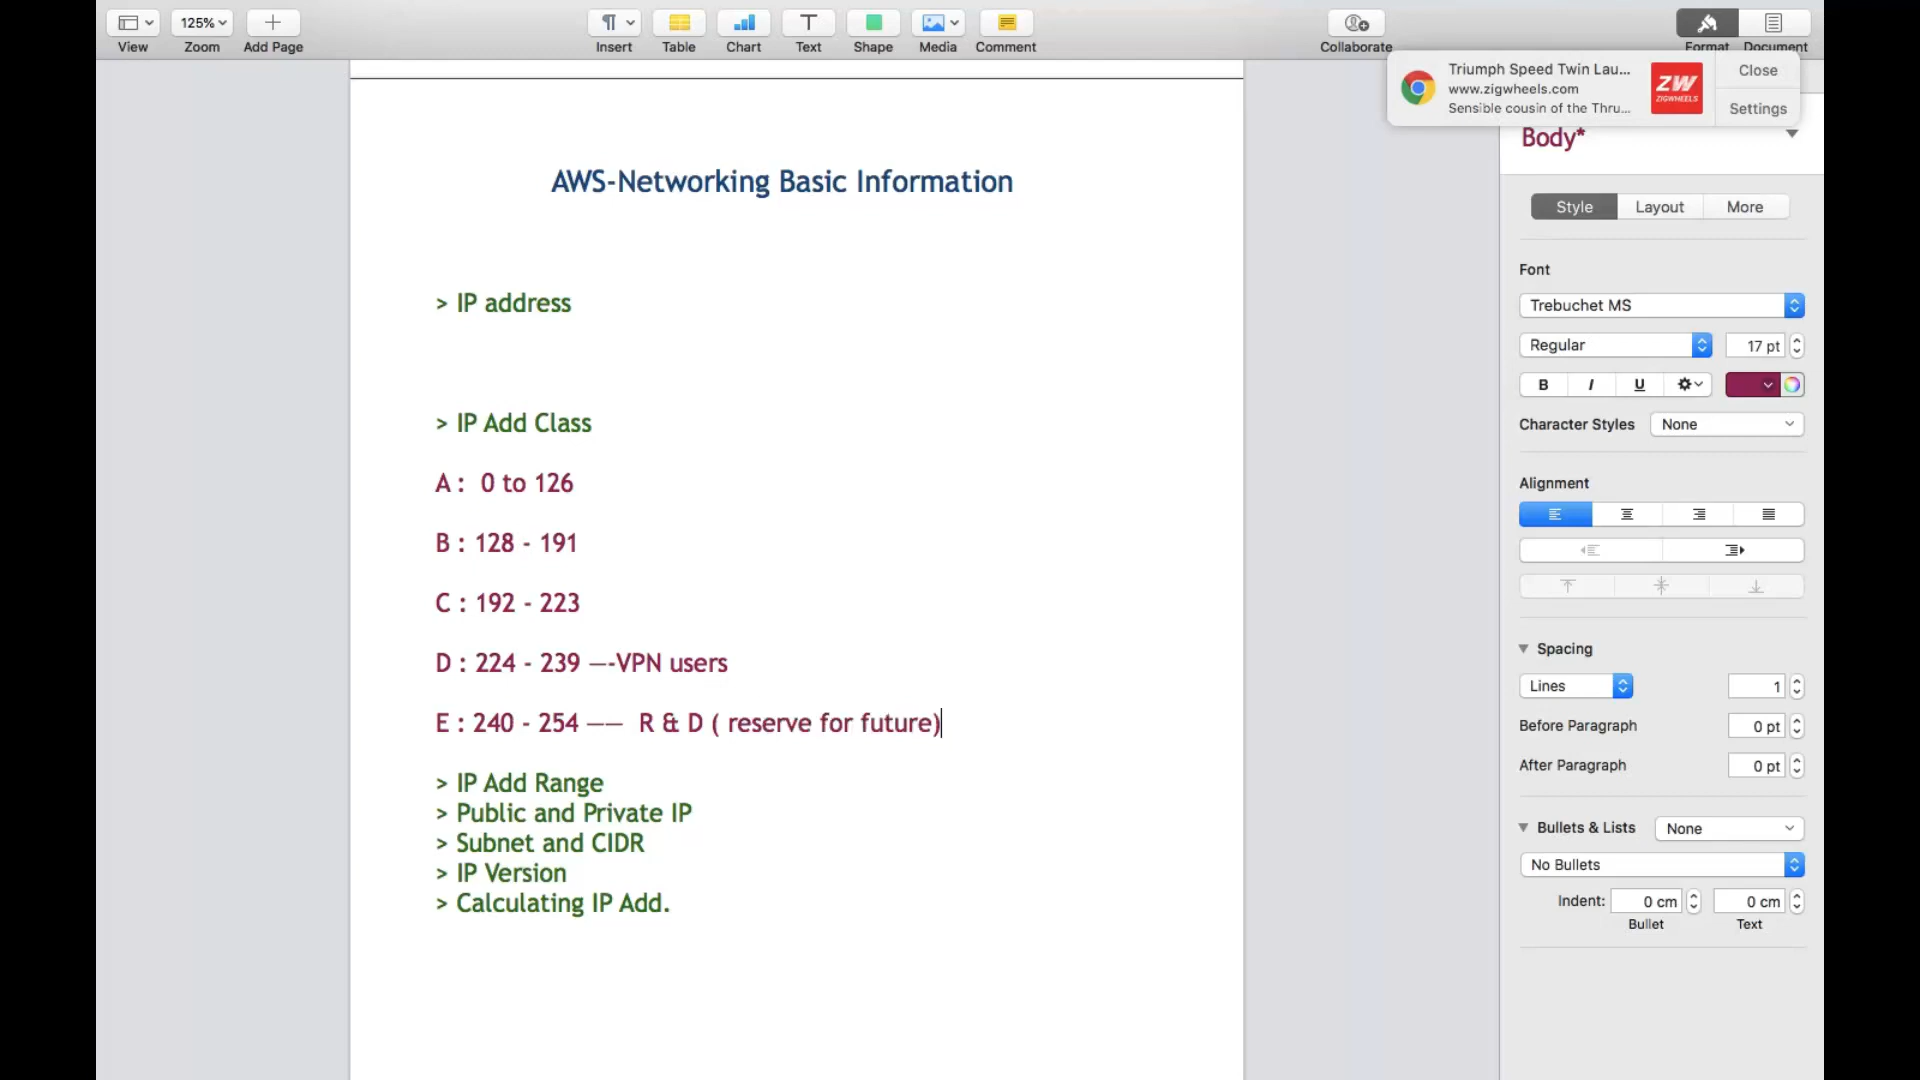 125%
View
Zoom
Add Page
Insert
Table
Chart
Text
Shape
Media
Comment
Collaborate
Format
Document
Triumph Speed Twin Lau...
www.zigwheels.com
Sensible cousin of the Thru...
ZW
ZIGWHEELS
Close
Settings
AWS-Networking Basic Information
> IP address
> IP Add Class
A :  0 to 126
B : 128 - 191
C : 192 - 223
D : 224 - 239 —-VPN users
E : 240 - 254 ——  R & D ( reserve for future)
> IP Add Range
> Public and Private IP
> Subnet and CIDR
> IP Version
> Calculating IP Add.
Body*
Style
Layout
More
Font
Trebuchet MS
Regular
17 pt
B
I
U
Character Styles
None
Alignment
Spacing
Lines
1
Before Paragraph
0 pt
After Paragraph
0 pt
Bullets & Lists
None
No Bullets
Indent:
0 cm
0 cm
Bullet
Text